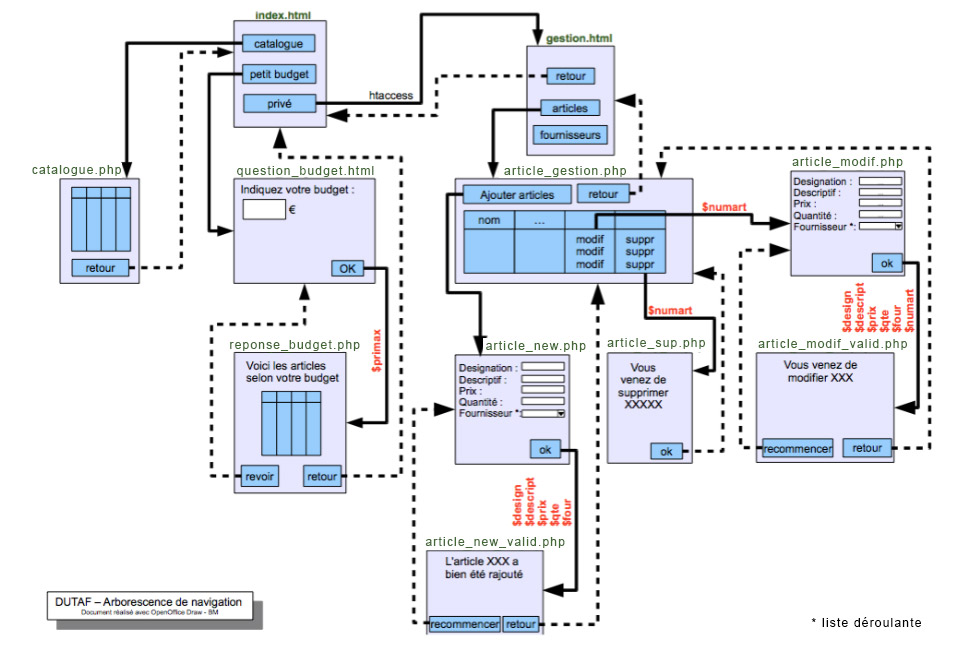 index.html
catalogue
petit budget
privé
htaccess
gestion.html
retour
articles
fournisseurs
catalogue.php
retour
question_budget.html
Indiquez votre budget :
€
OK
$primax
reponse_budget.php
Voici les articles
selon votre budget
revoir
retour
article_gestion.php
Ajouter articles
retour
nom
...
modif
suppr
modif
suppr
modif
suppr
$numart
$numart
article_modif.php
Designation :
Descriptif :
Prix :
Quantité :
Fournisseur *:
ok
$design
$descript
$prix
$qte
$four
$numart
article_modif_valid.php
Vous venez de
modifier XXX
recommencer
retour
article_new.php
Designation :
Descriptif :
Prix :
Quantité :
Fournisseur *:
ok
$design
$descript
$prix
$qte
$four
article_sup.php
Vous
venez de
supprimer
XXXXX
ok
article_new_valid.php
L'article XXX a
bien été rajouté
recommencer
retour
DUTAF – Arborescence de navigation
Document réalisé avec OpenOffice Draw - BM
* liste déroulante